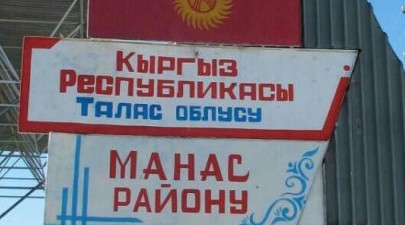 Кыргыз
Республикасы
Талас облусу
Манас
району